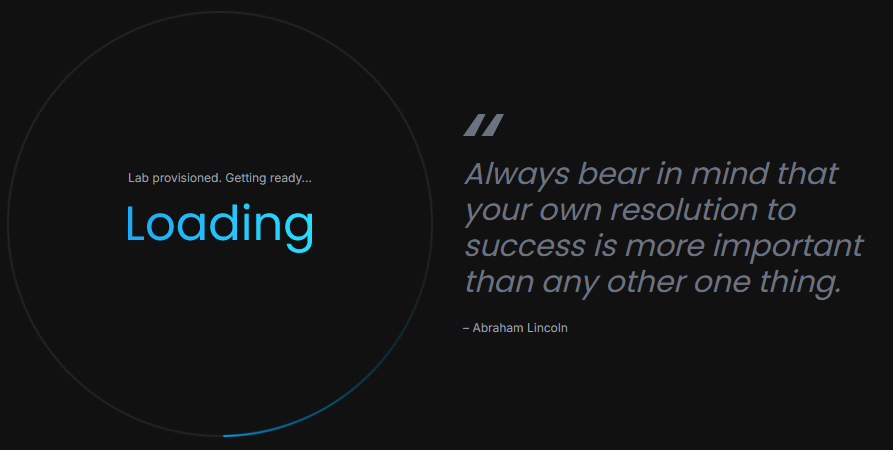 Lab provisioned. Getting ready...
Loading
"
Always bear in mind that
your own resolution to
success is more important
than any other one thing.
– Abraham Lincoln